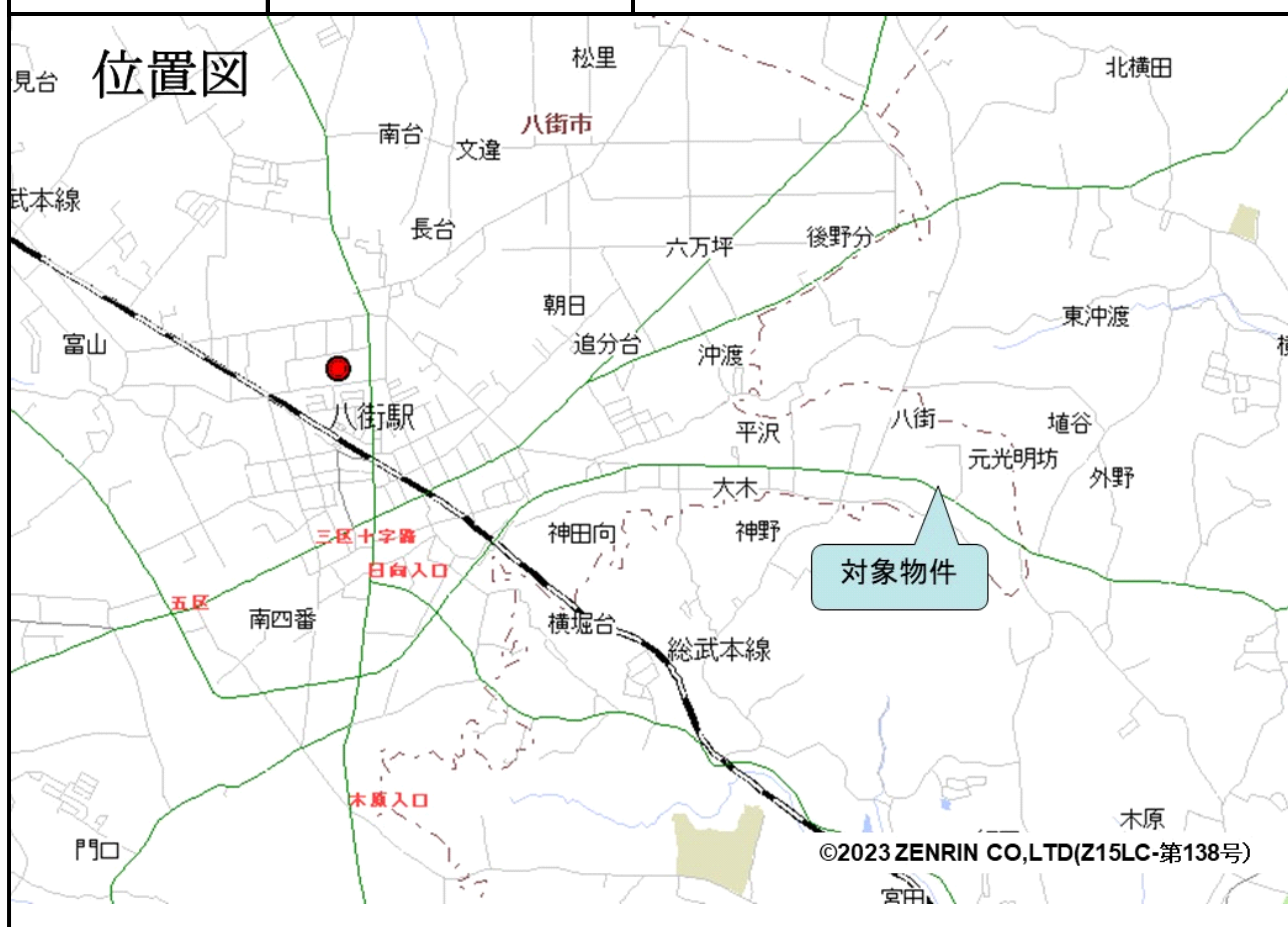 位置図
松里
北横田
見台
八街市
南台
文違
武本線
長台
六万坪
後野分
朝日
東沖渡
富山
追分台
沖渡
八街駅
八街
埴谷
平沢
元光明坊
外野
大木
神田向
神野
三区十字路
日向入口
対象物件
五区
南四番
横堀台
総武本線
木原入口
木原
門口
©2023 ZENRIN CO,LTD(Z15LC-第138号)
宮田